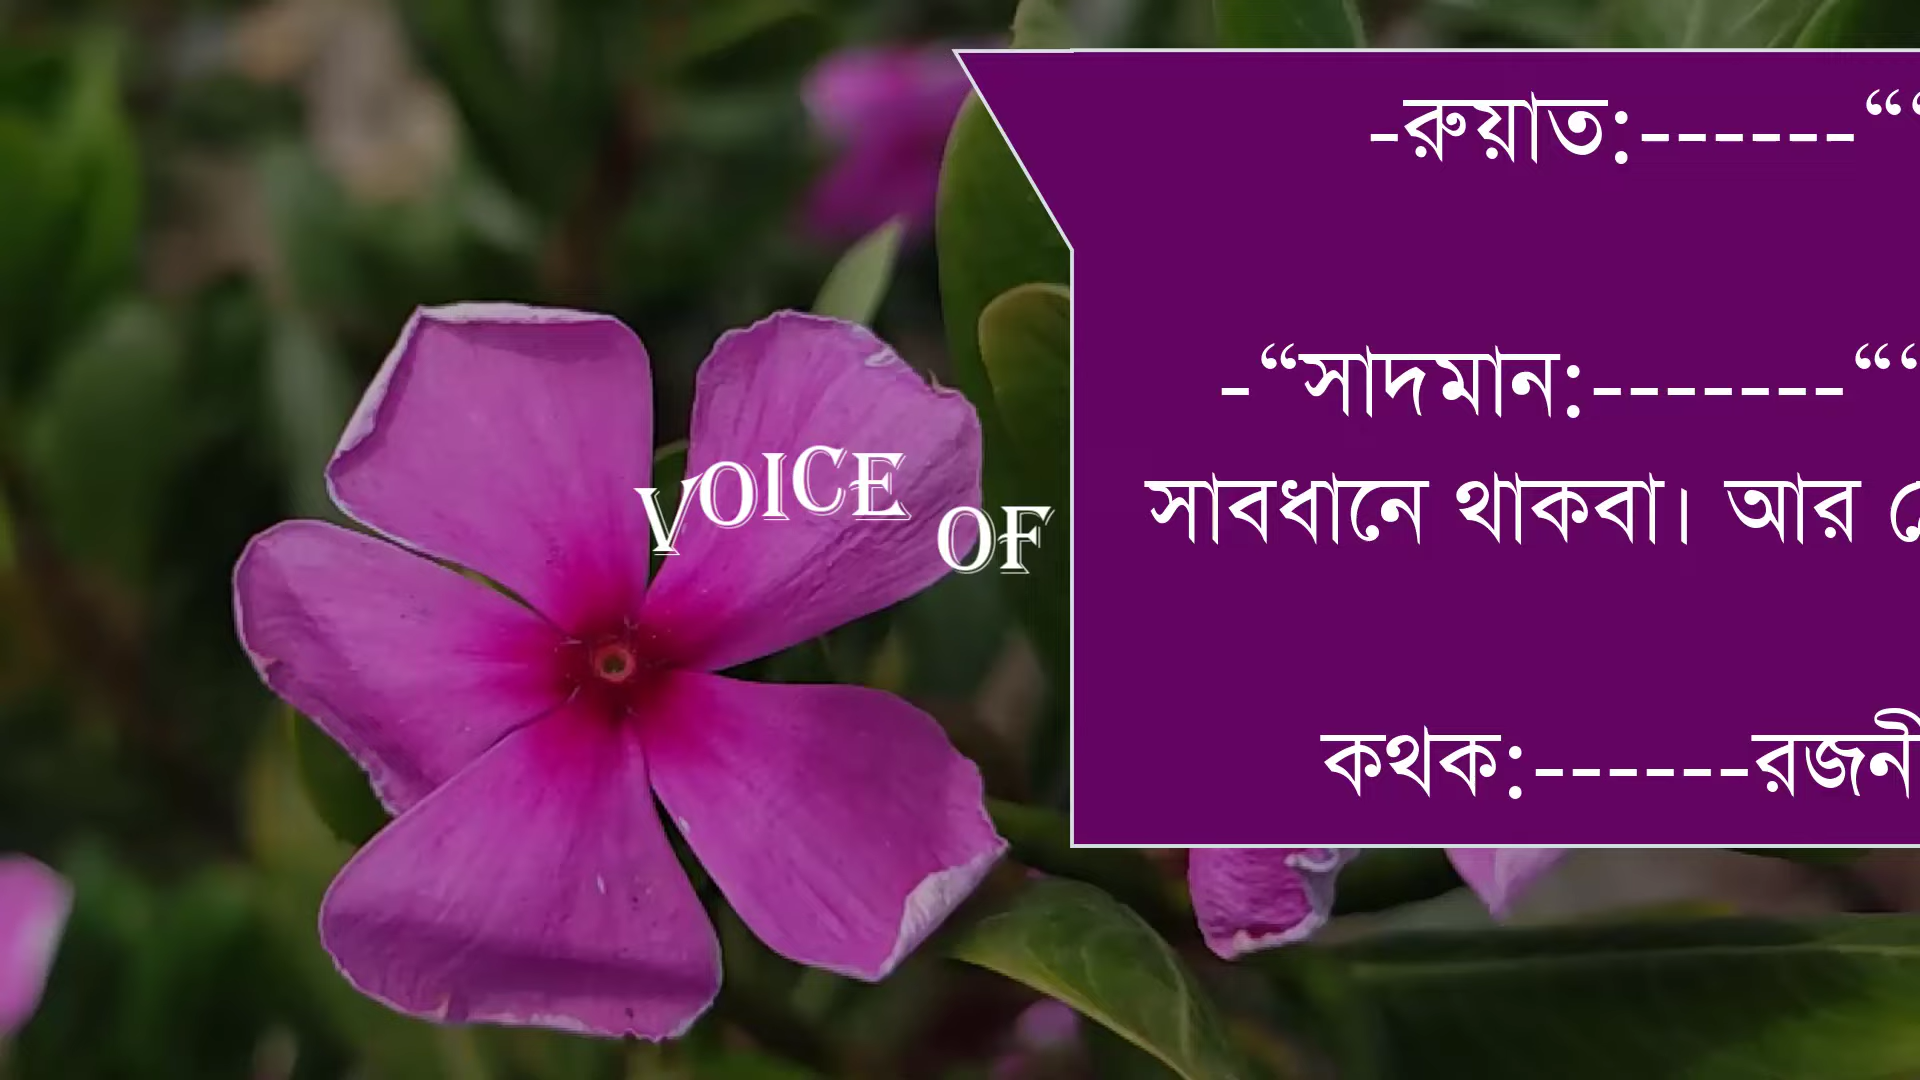 VOICE OF
-রুয়াত:------““
-“সাদমান:-------““
সাবধানে থাকবা। আর
কথক:------রজনী